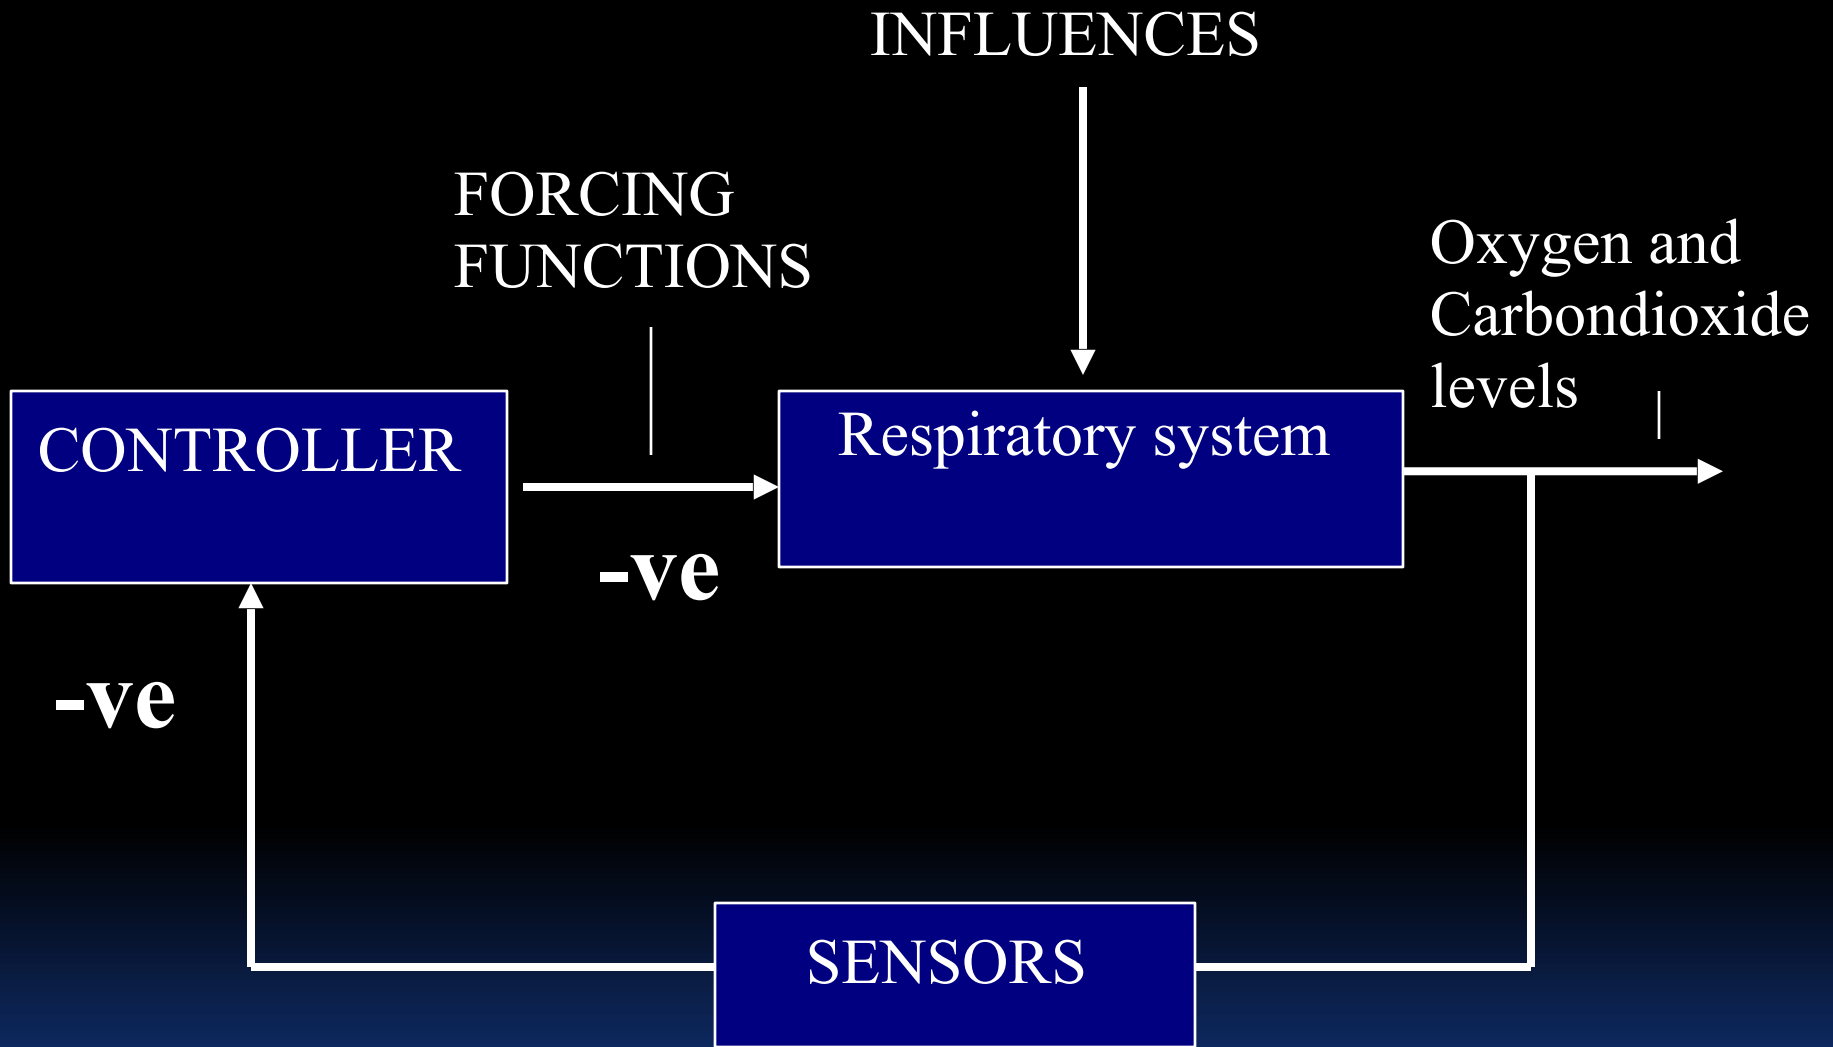 INFLUENCES
FORCING
FUNCTIONS
Oxygen and
Carbondioxide
levels
CONTROLLER
Respiratory system
-ve
-ve
SENSORS